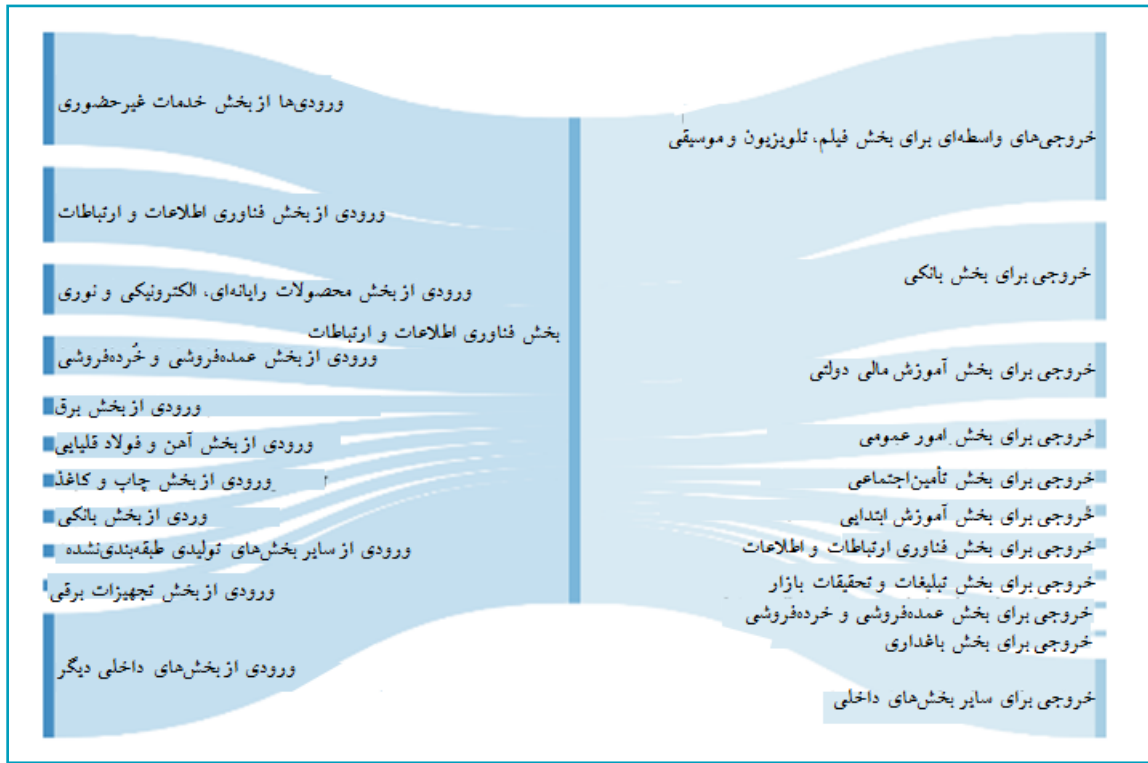 ورودی‌ها از بخش خدمات غیرحضوری
ورودی از بخش فناوری اطلاعات و ارتباطات
ورودی از بخش محصولات رایانه‌ای، الکترونیکی و نوری
ورودی از بخش عمده‌فروشی و خُرده‌فروشی
ورودی از بخش برق
ورودی از بخش آهن و فولاد قلیایی
ورودی از بخش چاپ و کاغذ
وردی از بخش بانکی
ورودی از سایر بخش‌های تولیدی طبقه‌بندی‌نشده
ورودی از بخش تجهیزات برقی
ورودی از بخش‌های داخلی دیگر
بخش فناوری اطلاعات و ارتباطات
خروجی‌های واسطه‌ای برای بخش فیلم، تلویزیون و موسیقی
خروجی برای بخش بانکی
خروجی برای بخش آموزش مالی دولتی
خروجی برای بخش امور عمومی
خروجی برای بخش تأمین‌اجتماعی
خروجی برای بخش آموزش ابتدایی
خروجی برای بخش فناوری ارتباطات و اطلاعات
خروجی برای بخش تبلیغات و تحقیقات بازار
خروجی برای بخش عمده‌فروشی و خرده‌فروشی
خروجی برای بخش باغداری
خروجی برای سایر بخش‌های داخلی